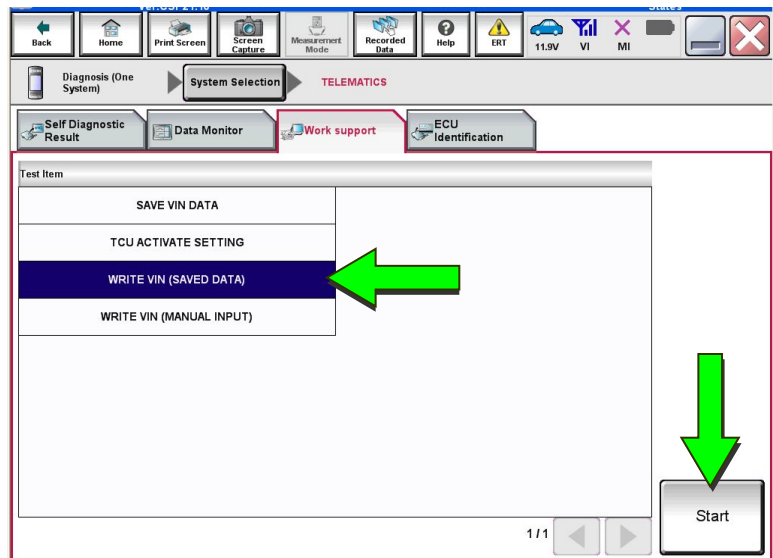 Back
Home
Print Screen
Screen
Capture
Measurement
Mode
Recorded
Data
Help
ERT
11.9V
VI
MI
Diagnosis (One
System)
System Selection
TELEMATICS
Self Diagnostic
Result
Data Monitor
Work support
ECU
Identification
Test Item
SAVE VIN DATA
TCU ACTIVATE SETTING
WRITE VIN (SAVED DATA)
WRITE VIN (MANUAL INPUT)
1/1
Start